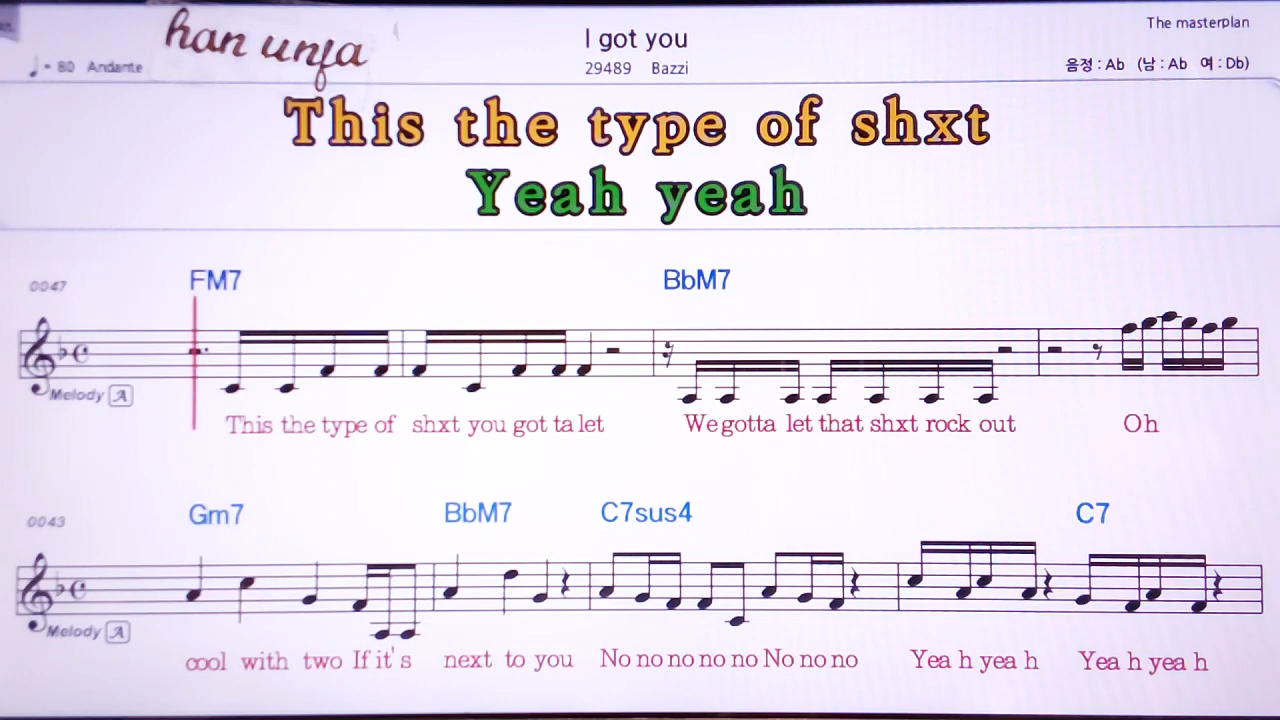 han unja
I got you
The masterplan
♩= 80 Andante
29489 Bazzi
음정 : Ab (남 : Ab 여 : Db)
This the type of shxt
Yeah yeah
FM7 BbM7
0047
Melody A
This the type of shxt you got ta let We gotta let that shxt rock out Oh
Gm7 BbM7 C7sus4 C7
0043
Melody A
cool with two If it's next to you No no no no no No no no Yea h yea h Yea h yea h